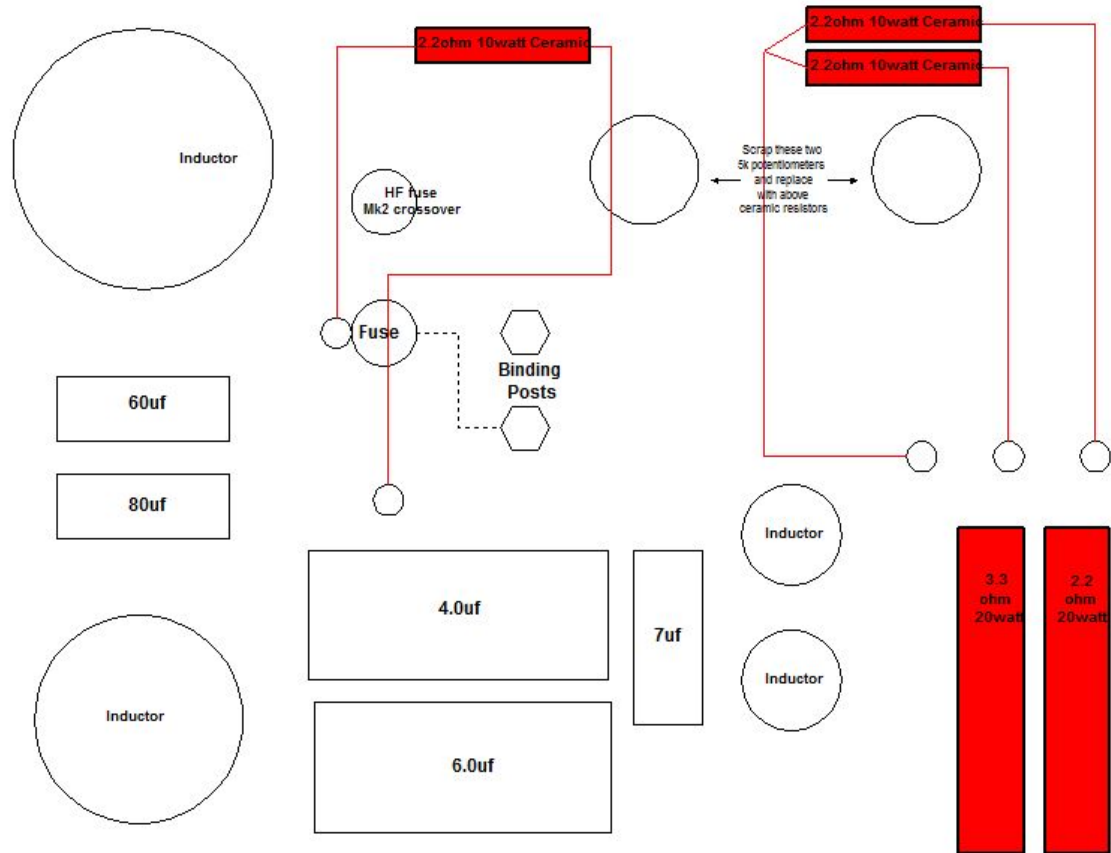 2.2ohm 10watt Ceramic
2.2ohm 10watt Ceramic
2.2ohm 10watt Ceramic
Inductor
Scrap these two
5k potentiometers
and replace
with above
ceramic resistors
HF fuse
Mk2 crossover
Fuse
Binding
Posts
60uf
80uf
Inductor
4.0uf
7uf
3.3
ohm
20watt
2.2
ohm
20watt
Inductor
Inductor
6.0uf